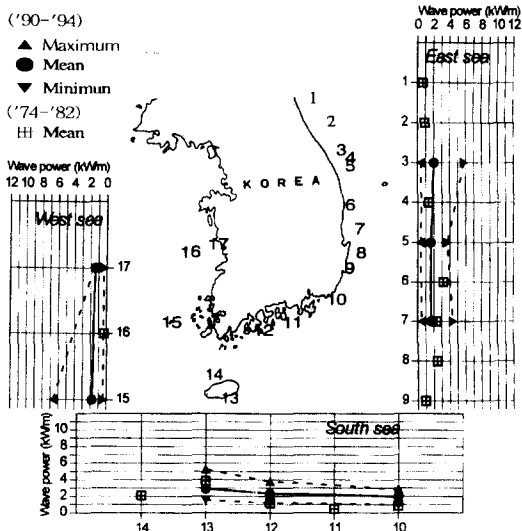 ('90-'94)
Maximum
Mean
Minimun
('74-'82)
Mean
Wave power (kW/m)
12 10 8 6 4 2 0
West sea
17
16
15
KOREA
1
2
3
4
5
6
7
8
9
10
11
12
13
14
15
16
17
Wave power (kW/m)
0 2 4 6 8 10 12
East sea
1
2
3
4
5
6
7
8
9
Wave power (kW/m)
10
8
6
4
2
0
South sea
14 13 12 11 10